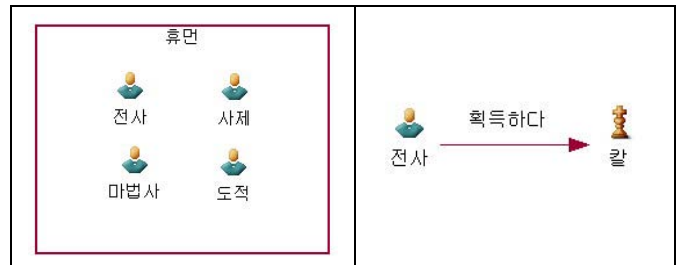 휴먼
전사 사제
마법사 도적
획득하다
전사 칼